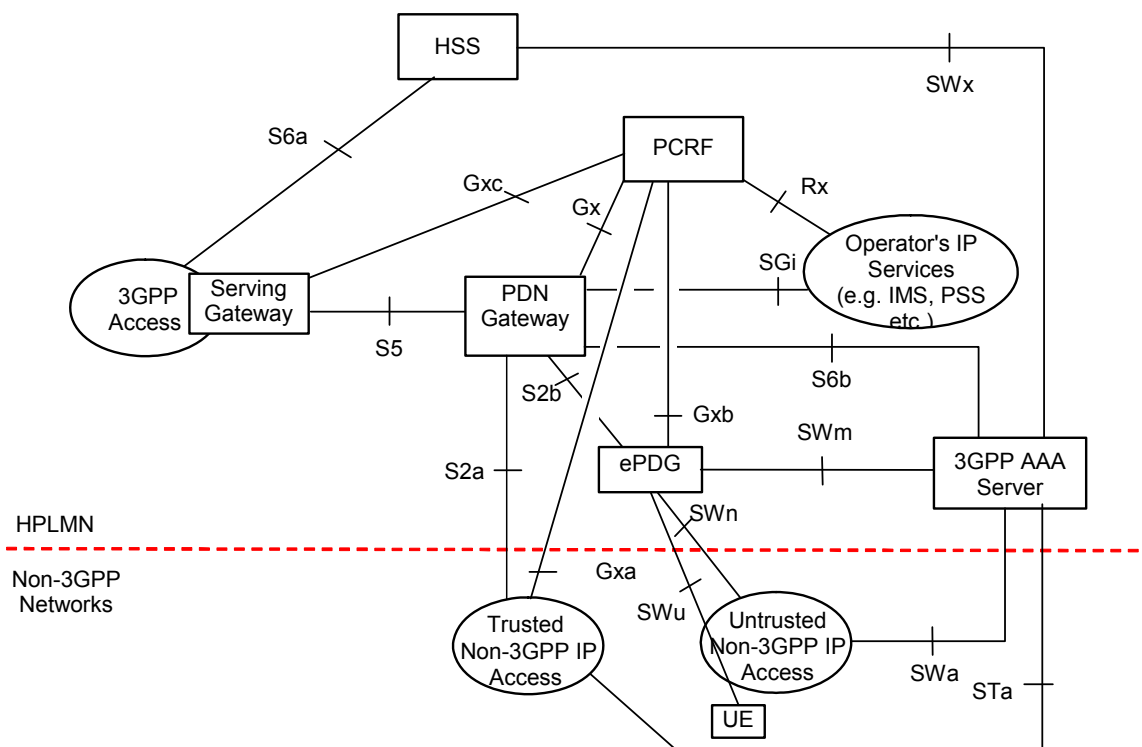 HSS
SWx
S6a
PCRF
Gxc
Rx
Gx
Operator's IP
Services
(e.g. IMS, PSS
etc.)
SGi
3GPP
Access
Serving
Gateway
PDN
Gateway
S5
S6b
S2b
Gxb
SWm
ePDG
3GPP AAA
Server
S2a
SWn
HPLMN
Non-3GPP
Networks
Gxa
SWu
Trusted
Non-3GPP IP
Access
Untrusted
Non-3GPP IP
Access
SWa
STa
UE